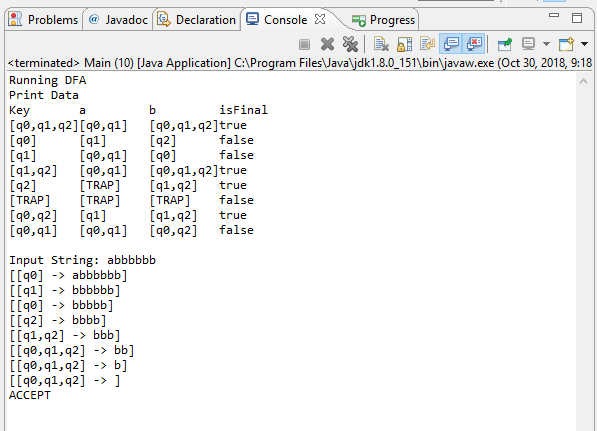 Problems @ Javadoc Declaration Console Progress
<terminated> Main (10) [Java Application] C:\Program Files\Java\jdk1.8.0_151\bin\javaw.exe (Oct 30, 2018, 9:18
Running DFA
Print Data
Key a b isFinal
[q0,q1,q2][q0,q1] [q0,q1,q2]true
[q0] [q1] [q2] false
[q1] [q0,q1] [q0] false
[q1,q2] [q0,q1] [q0,q1,q2]true
[q2] [TRAP] [q1,q2] true
[TRAP] [TRAP] [TRAP] false
[q0,q2] [q1] [q1,q2] true
[q0,q1] [q0,q1] [q0,q2] false
Input String: abbbbbb
[[q0] -> abbbbbb]
[[q1] -> bbbbbb]
[[q0] -> bbbbb]
[[q2] -> bbbb]
[[q1,q2] -> bbb]
[[q0,q1,q2] -> bb]
[[q0,q1,q2] -> b]
[[q0,q1,q2] -> ]
ACCEPT